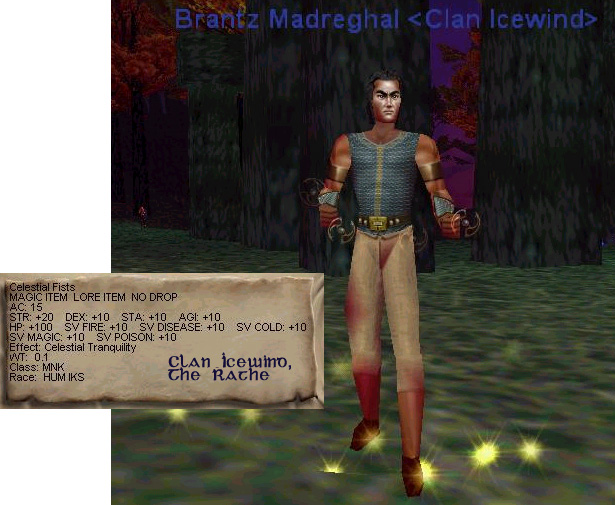 Brantz Madreghal <Clan Icewind>
Celestial Fists
MAGIC ITEM LORE ITEM NO DROP
AC: 15
STR: +20 DEX: +10 STA: +10 AGI: +10
HP: +100 SV FIRE: +10 SV DISEASE: +10 SV COLD: +10
SV MAGIC: +10 SV POISON: +10
Effect: Celestial Tranquility
WT: 0.1
Class: MNK
Race: HUM IKS
Clan Icewind,
The Rathe